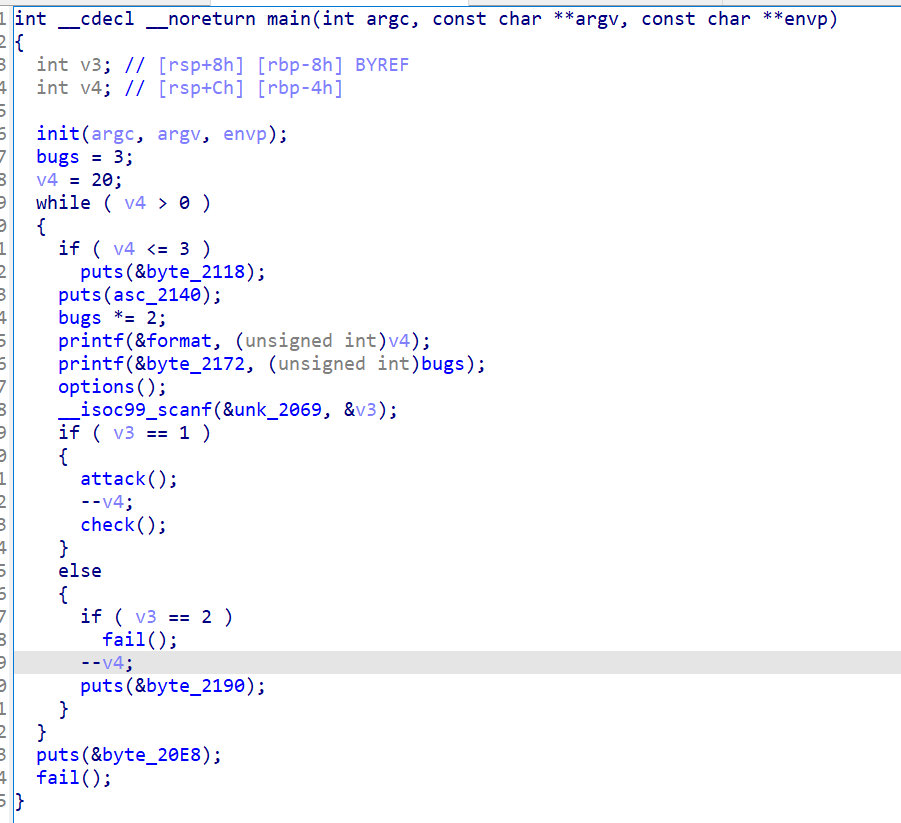 1 int __cdecl __noreturn main(int argc, const char **argv, const char **envp)
2 {
3   int v3; // [rsp+8h] [rbp-8h] BYREF
4   int v4; // [rsp+Ch] [rbp-4h]
5
6   init(argc, argv, envp);
7   bugs = 3;
8   v4 = 20;
9   while ( v4 > 0 )
0   {
1     if ( v4 <= 3 )
2       puts(&byte_2118);
3     puts(asc_2140);
4     bugs *= 2;
5     printf(&format, (unsigned int)v4);
6     printf(&byte_2172, (unsigned int)bugs);
7     options();
8     __isoc99_scanf(&unk_2069, &v3);
9     if ( v3 == 1 )
0     {
1       attack();
2       --v4;
3       check();
4     }
5     else
6     {
7       if ( v3 == 2 )
8         fail();
9       --v4;
0       puts(&byte_2190);
1     }
2   }
3   puts(&byte_20E8);
4   fail();
5 }